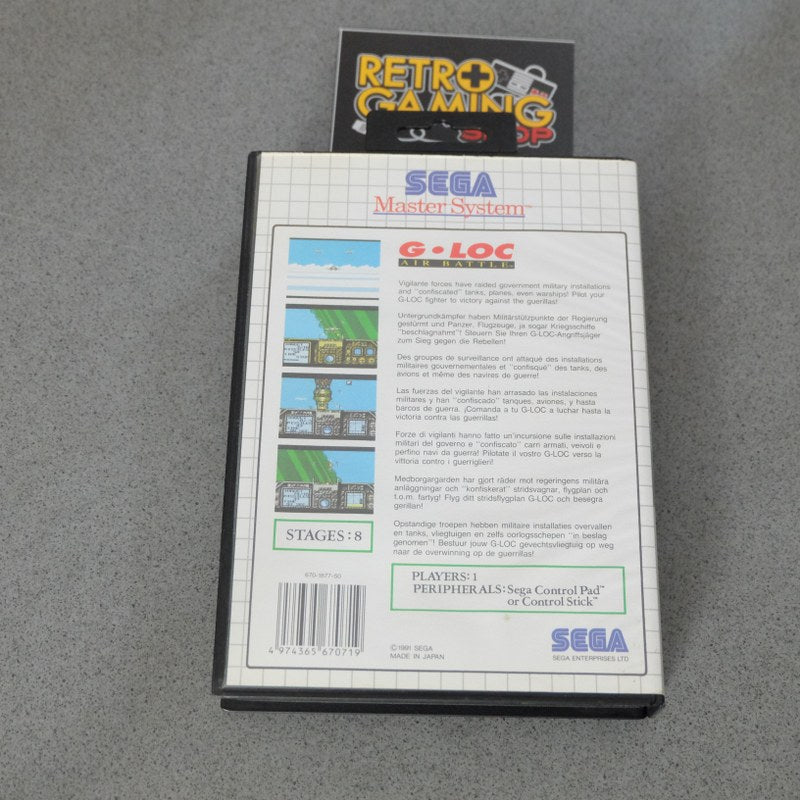 RETRO
GAMING
SEGA
Master System™
G•LOC
AIR BATTLE™
Vigilante forces have raided government military installations
and "confiscated" tanks, planes, even warships! Pilot your
G-LOC fighter to victory against the guerillas!
Untergrundkämpfer haben Militärstützpunkte der Regierung
gestürmt und Panzer, Flugzeuge, ja sogar Kriegsschiffe
"beschlagnahmt"! Steuern Sie Ihren G-LOC-Angriffsjäger
zum Sieg gegen die Rebellen!
Des groupes de surveillance ont attaqué des installations
militaires gouvernementales et "confisqué" des tanks, des
avions et même des navires de guerre!
Las fuerzas del vigilante han arrasado las instalaciones
militares y han "confiscado" tanques, aviones, y hasta
barcos de guerra. ¡Comanda a tu G-LOC a luchar hasta la
victoria contra las guerrillas!
Forze di vigilanti hanno fatto un'incursione sulle installazioni
militari del governo e "confiscato" carri armati, veivoli e
perfino navi da guerra! Pilotate il vostro G-LOC verso la
vittoria contro i guerriglieri!
Medborgargarden har gjort räder mot regeringens militära
anläggningar och "konfiskerat" stridsvagnar, flygplan och
t.o.m. fartyg! Flyg ditt stridsflygplan G-LOC och besegra
gerillan!
Opstandige troepen hebben militaire installaties overvallen
en tanks, vliegtuigen en zelfs oorlogsschepen "in beslag
genomen"! Bestuur jouw G-LOC gevechtsvliegtuig op weg
naar de overwinning op de guerrillas!
STAGES: 8
PLAYERS: 1
PERIPHERALS: Sega Control Pad™
or Control Stick™
670-1877-50
4 974365 670719
©1991 SEGA
MADE IN JAPAN
SEGA
SEGA ENTERPRISES LTD